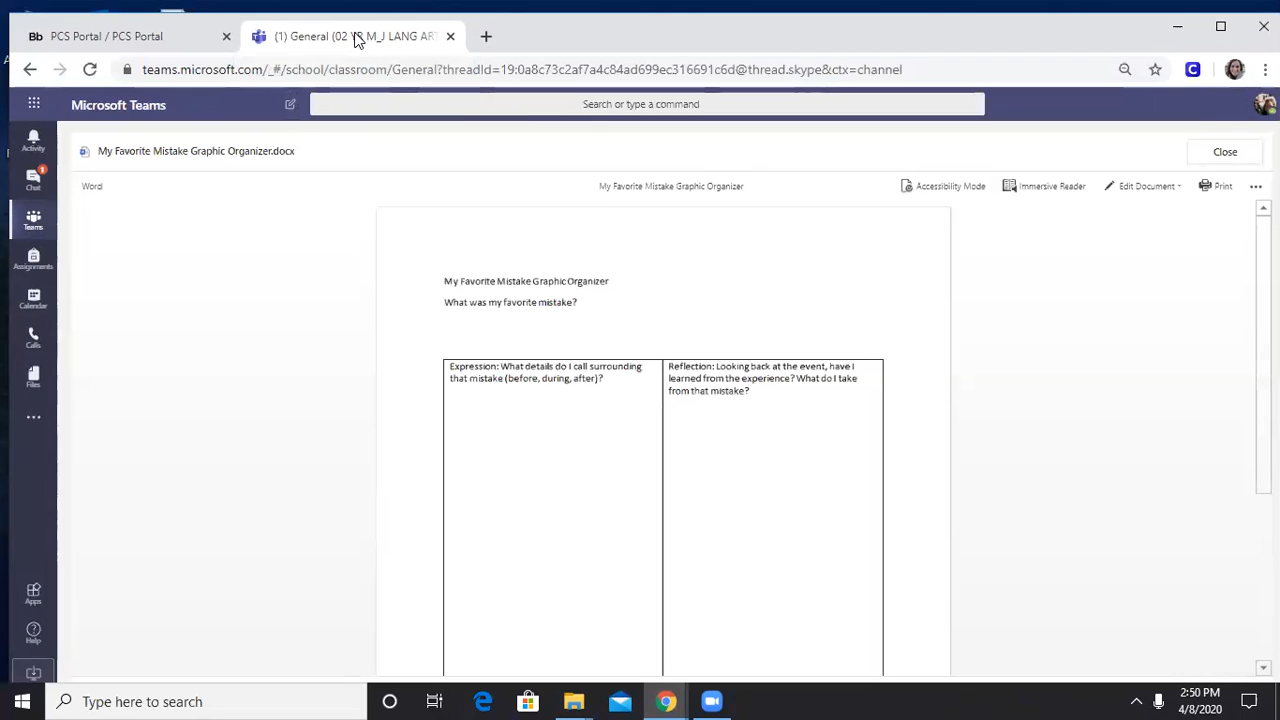 Bb PCS Portal / PCS Portal
(1) General (02 M_J LANG AR
teams.microsoft.com/_#/school/classroom/General?threadId=19:0a8c73c2af7a4c84ad699ec316691c6d@thread.skype&ctx=channel
Microsoft Teams
Search or type a command
Activity
My Favorite Mistake Graphic Organizer.docx
Close
1
Chat
Word
My Favorite Mistake Graphic Organizer
Accessibility Mode
Immersive Reader
Edit Document
Print
Teams
Assignments
Calendar
Calls
Files
Apps
Help
My Favorite Mistake Graphic Organizer
What was my favorite mistake?
Expression: What details do I call surrounding
that mistake (before, during, after)?
Reflection: Looking back at the event, have I
learned from the experience? What do I take
from that mistake?
Type here to search
2:50 PM
4/8/2020